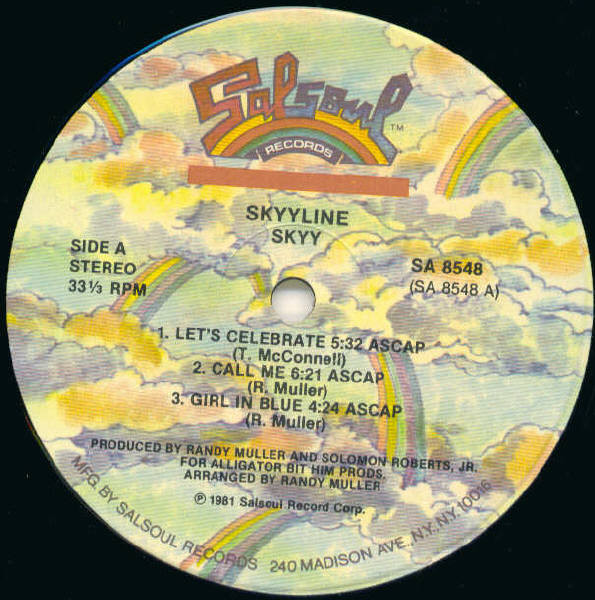 Salsoul™
RECORDS
SKYYLINE
SKYY
SIDE A
STEREO
33⅓ RPM
SA 8548
(SA 8548 A)
1. LET'S CELEBRATE 5:32 ASCAP
(T. McConnell)
2. CALL ME 6:21 ASCAP
(R. Muller)
3. GIRL IN BLUE 4:24 ASCAP
(R. Muller)
PRODUCED BY RANDY MULLER AND SOLOMON ROBERTS, JR.
FOR ALLIGATOR BIT HIM PRODS.
ARRANGED BY RANDY MULLER
℗ 1981 Salsoul Record Corp.
MFG. BY SALSOUL RECORDS 240 MADISON AVE., N.Y., N.Y. 10016